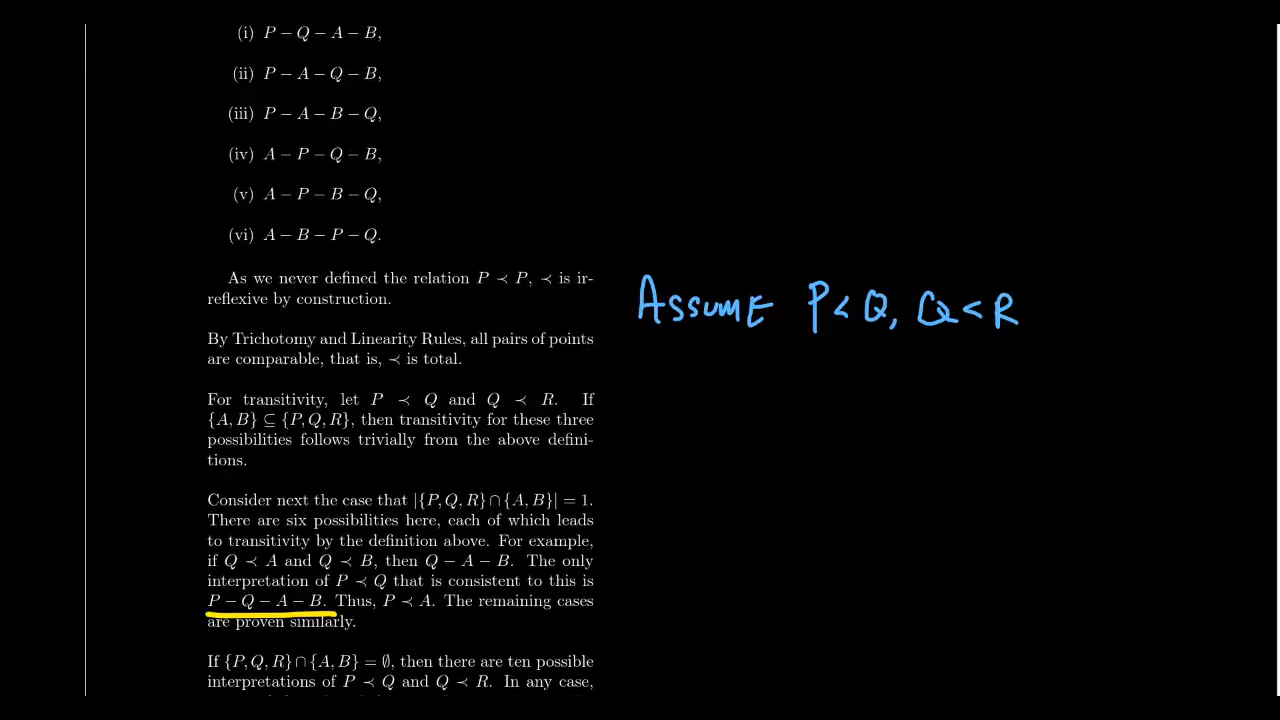 (i) P − Q − A − B,
(ii) P − A − Q − B,
(iii) P − A − B − Q,
(iv) A − P − Q − B,
(v) A − P − B − Q,
(vi) A − B − P − Q.
As we never defined the relation P ≺ P, ≺ is ir-
reflexive by construction.
By Trichotomy and Linearity Rules, all pairs of points
are comparable, that is, ≺ is total.
For transitivity, let P ≺ Q and Q ≺ R. If
{A, B} ⊆ {P, Q, R}, then transitivity for these three
possibilities follows trivially from the above defini-
tions.
Consider next the case that |{P, Q, R} ∩ {A, B}| = 1.
There are six possibilities here, each of which leads
to transitivity by the definition above. For example,
if Q ≺ A and Q ≺ B, then Q − A − B. The only
interpretation of P ≺ Q that is consistent to this is
P − Q − A − B. Thus, P ≺ A. The remaining cases
are proven similarly.
If {P, Q, R} ∩ {A, B} = ∅, then there are ten possible
interpretations of P ≺ Q and Q ≺ R. In any case,
ASSUME P < Q, Q < R